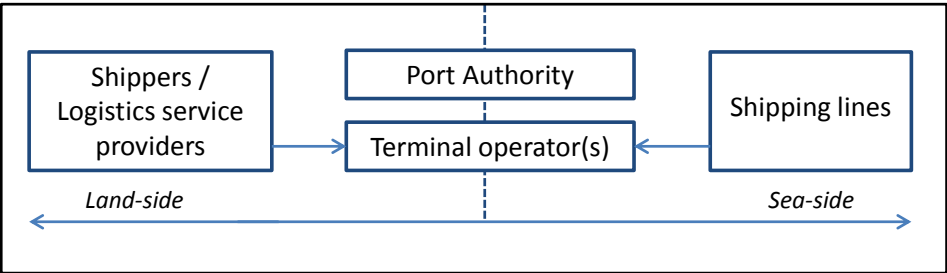 Shippers /
Logistics service
providers
Port Authority
Terminal operator(s)
Shipping lines
Land-side
Sea-side